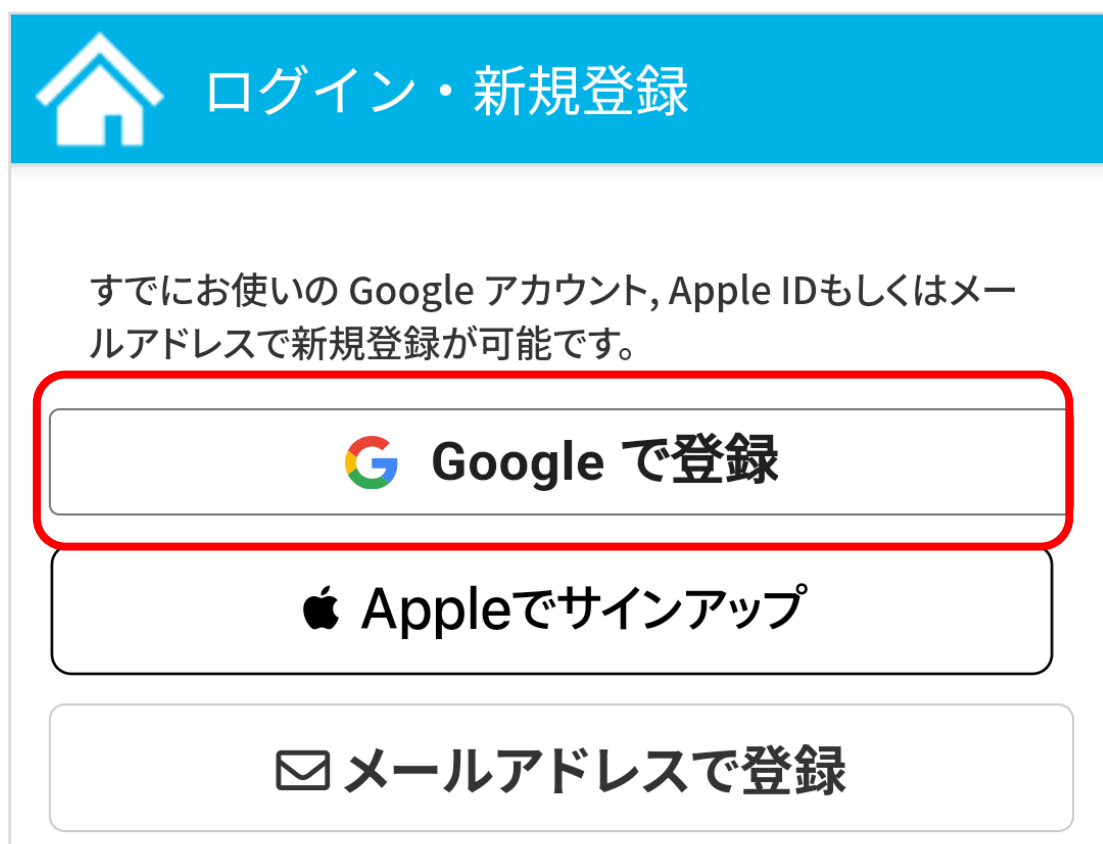 ログイン・新規登録
すでにお使いの Google アカウント, Apple IDもしくはメー
ルアドレスで新規登録が可能です。
Google で登録
Appleでサインアップ
メールアドレスで登録